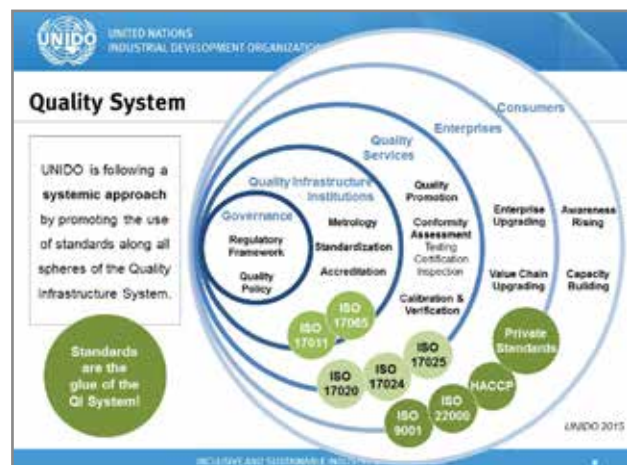 UNIDO
UNITED NATIONS
INDUSTRIAL DEVELOPMENT ORGANIZATION
Quality System
UNIDO is following a
systemic approach
by promoting the use
of standards along all
spheres of the Quality
Infrastructure System.
Standards
are the
glue of the
QI System!
Consumers
Enterprises
Quality
Services
Quality Infrastructure
Institutions
Governance
Regulatory
Framework
Quality
Policy
Metrology
Standardization
Accreditation
Quality
Promotion
Conformity
Assessment
Testing
Certification
Inspection
Calibration &
Verification
Enterprise
Upgrading
Value Chain
Upgrading
Awareness
Rising
Capacity
Building
ISO
17011
ISO
17065
ISO
17020
ISO
17024
ISO
17025
ISO
9001
ISO
22000
HACCP
Private
Standards
UNIDO 2015
INCLUSIVE AND SUSTAINABLE